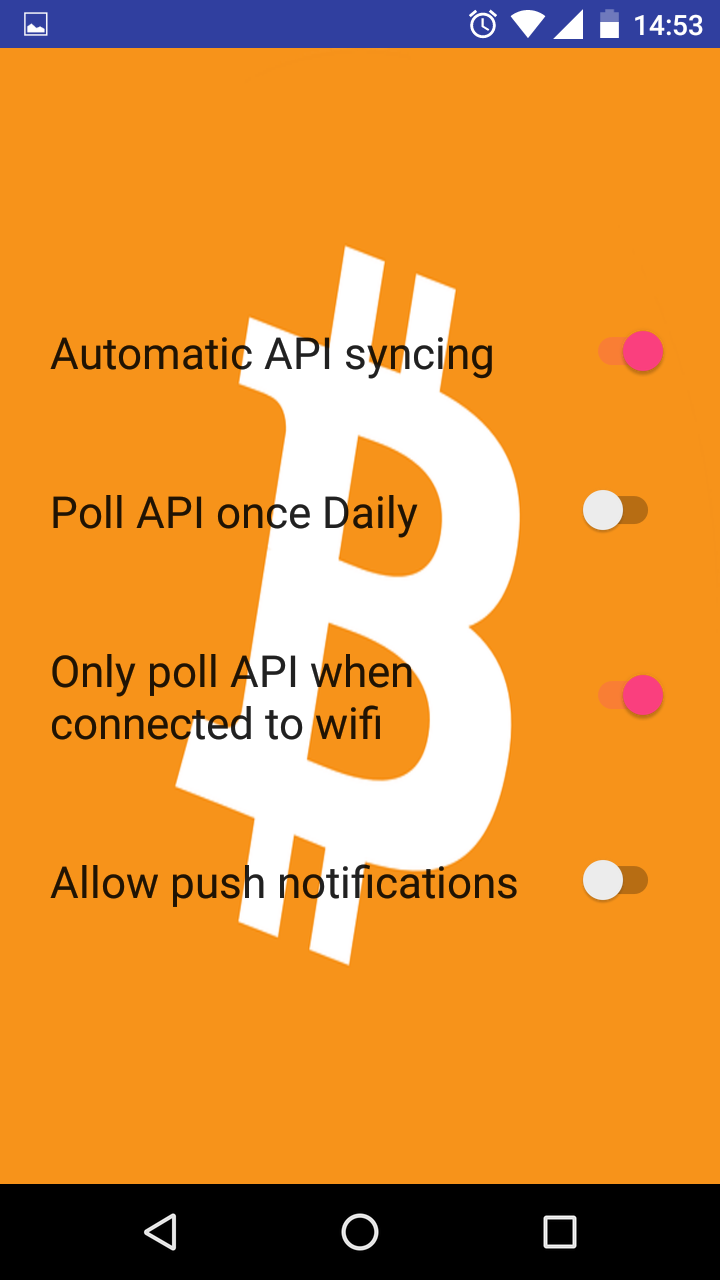 14:53
Automatic API syncing
Poll API once Daily
Only poll API when
connected to wifi
Allow push notifications